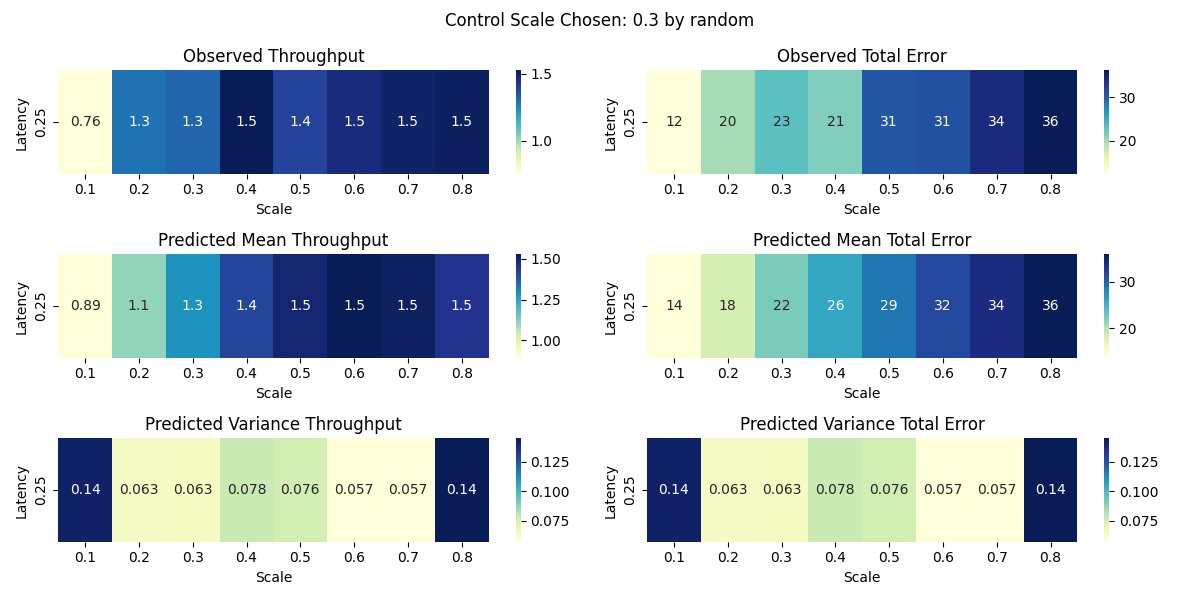 Control Scale Chosen: 0.3 by random
Observed Throughput
Latency
0.25
0.76 1.3 1.3 1.5 1.4 1.5 1.5 1.5
1.5
1.0
0.1 0.2 0.3 0.4 0.5 0.6 0.7 0.8
Scale
Observed Total Error
Latency
0.25
12 20 23 21 31 31 34 36
30
20
0.1 0.2 0.3 0.4 0.5 0.6 0.7 0.8
Scale
Predicted Mean Throughput
Latency
0.25
0.89 1.1 1.3 1.4 1.5 1.5 1.5 1.5
1.50
1.25
1.00
0.1 0.2 0.3 0.4 0.5 0.6 0.7 0.8
Scale
Predicted Mean Total Error
Latency
0.25
14 18 22 26 29 32 34 36
30
20
0.1 0.2 0.3 0.4 0.5 0.6 0.7 0.8
Scale
Predicted Variance Throughput
Latency
0.25
0.14 0.063 0.063 0.078 0.076 0.057 0.057 0.14
0.125
0.100
0.075
0.1 0.2 0.3 0.4 0.5 0.6 0.7 0.8
Scale
Predicted Variance Total Error
Latency
0.25
0.14 0.063 0.063 0.078 0.076 0.057 0.057 0.14
0.125
0.100
0.075
0.1 0.2 0.3 0.4 0.5 0.6 0.7 0.8
Scale